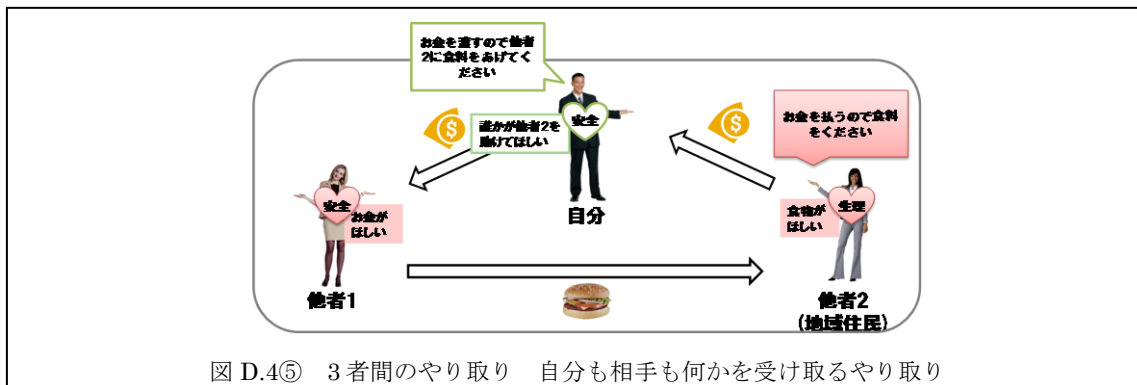 お金を渡すので他者
2に食料をあげてく
ださい
安全
誰かが他者2を
助けてほしい
自分
お金を払うので食料
をください
安全
お金が
ほしい
他者1
生理
食物が
ほしい
他者2
(地域住民)
図 D.4⑤ 3者間のやり取り 自分も相手も何かを受け取るやり取り